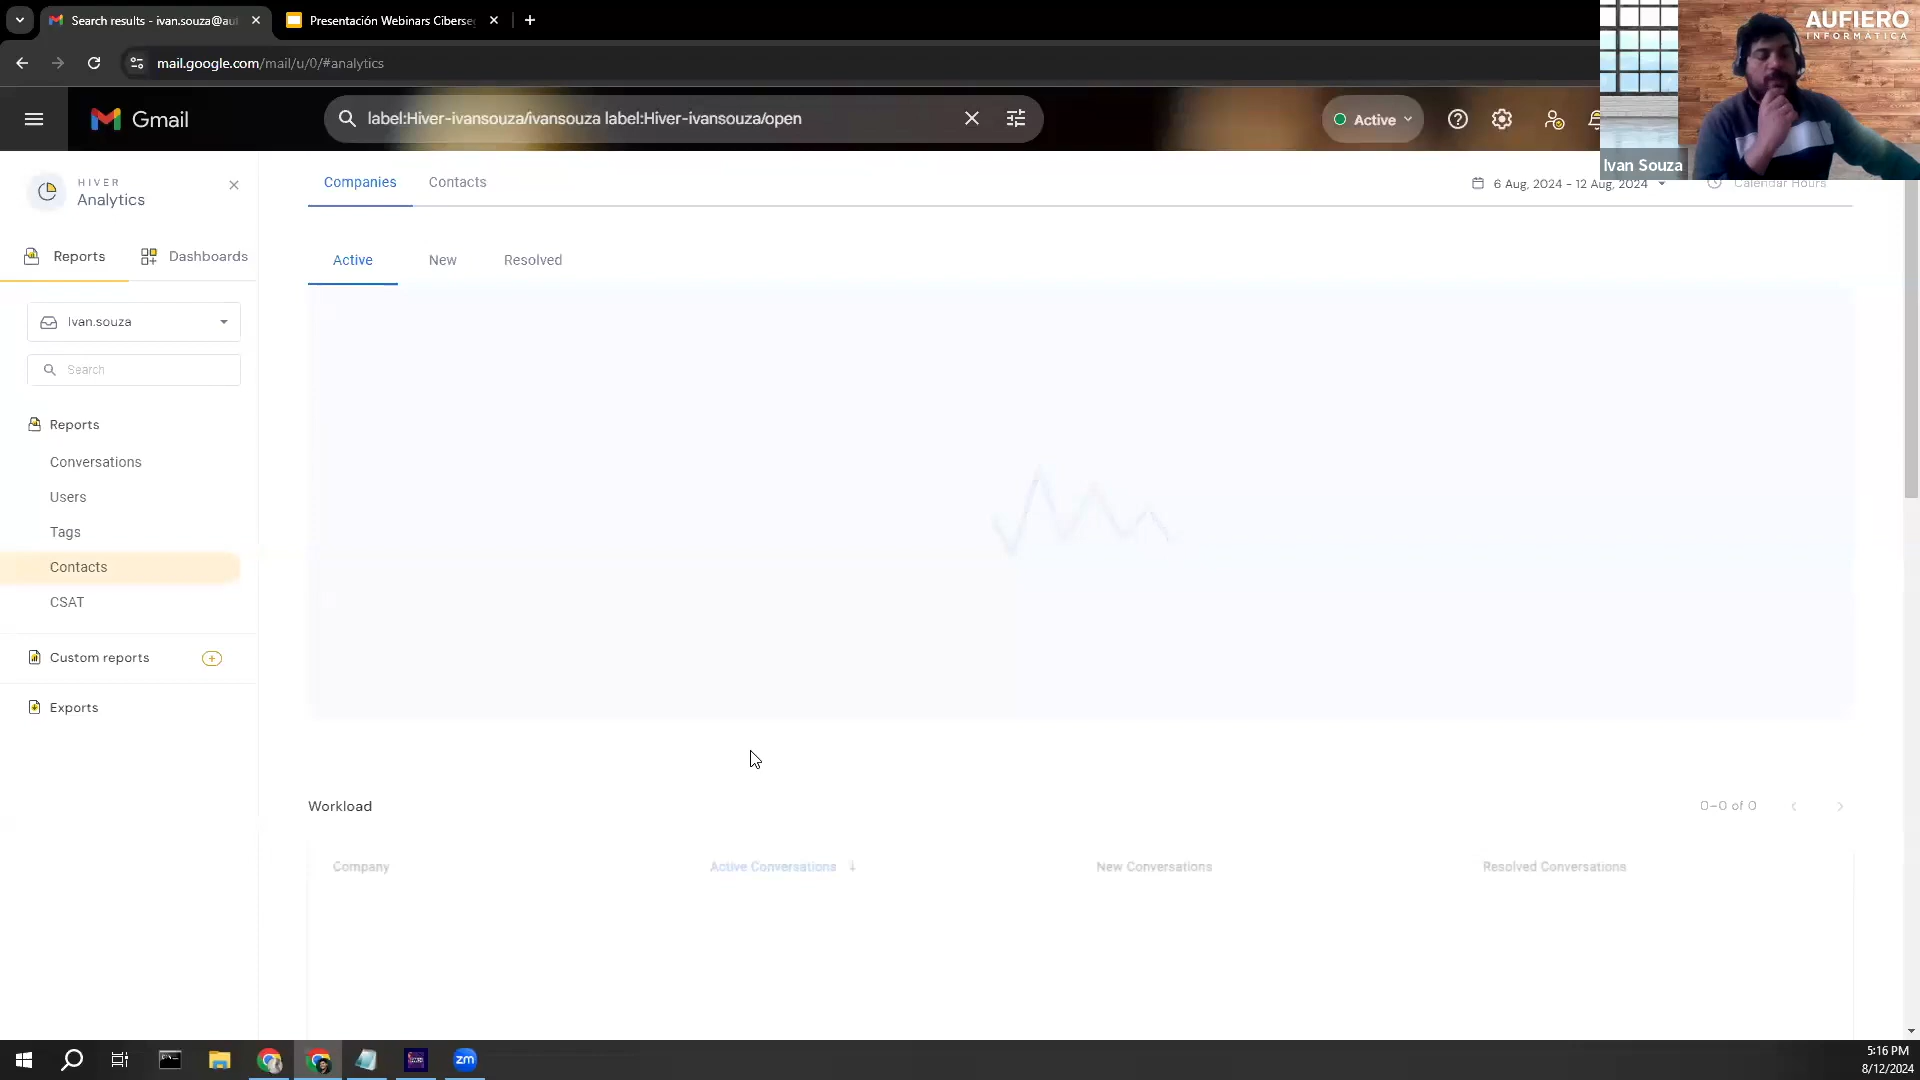 Search results - ivan.souza@au
Presentación Webinars Ciberse
mail.google.com/mail/u/0/#analytics
AUFIERO
INFORMÁTICA
Gmail
label:Hiver-ivansouza/ivansouza label:Hiver-ivansouza/open
Active
Ivan Souza
HIVER
Analytics
Companies
Contacts
6 Aug, 2024 - 12 Aug, 2024
Calendar Hours
Reports
Dashboards
Active
New
Resolved
Ivan.souza
Search
Reports
Conversations
Users
Tags
Contacts
CSAT
Custom reports
Exports
Workload
0-0 of 0
Company
Active Conversations
New Conversations
Resolved Conversations
zm
5:16 PM
8/12/2024